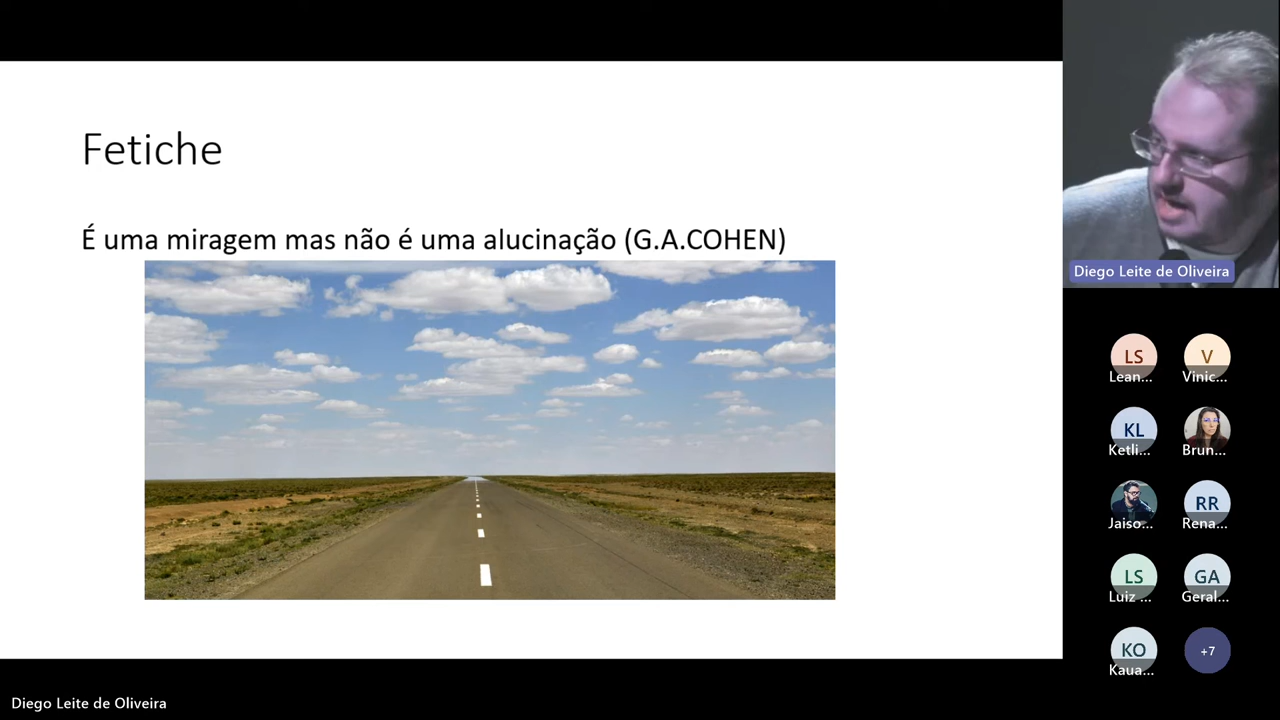 Fetiche
É uma miragem mas não é uma alucinação (G.A.COHEN)
Diego Leite de Oliveira
LS
Lean...
V
Vinic...
KL
Ketli...
Brun...
Jaiso...
RR
Rena...
LS
Luiz ...
GA
Geral...
KO
Kaua...
+7
Diego Leite de Oliveira